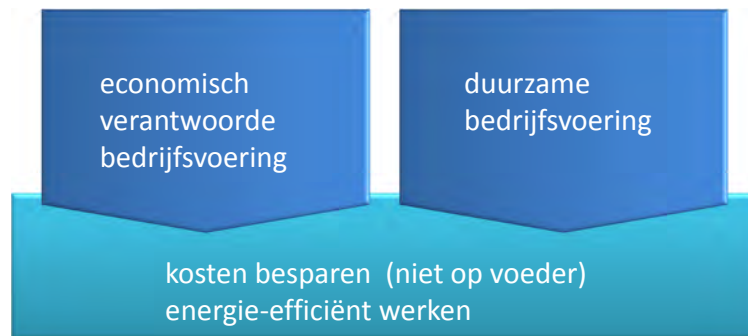 economisch
verantwoorde
bedrijfsvoering
duurzame
bedrijfsvoering
kosten besparen (niet op voeder)
energie-efficiënt werken